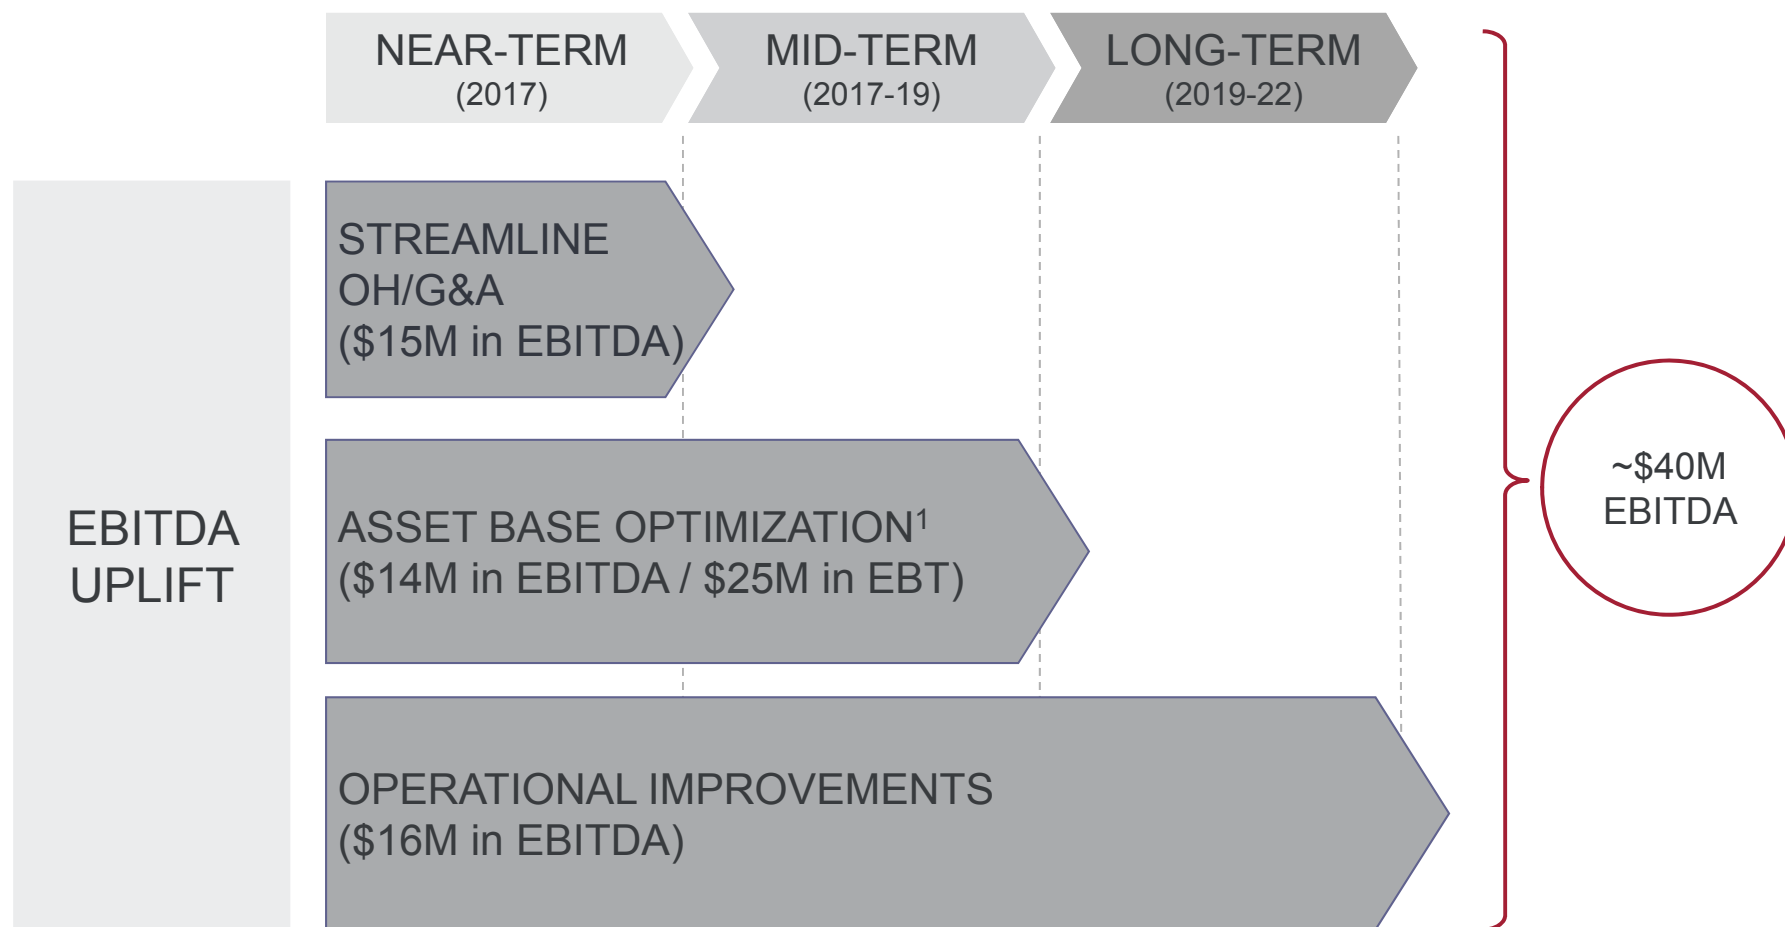 NEAR-TERM
(2017)
MID-TERM
(2017-19)
LONG-TERM
(2019-22)
EBITDA
UPLIFT
STREAMLINE
OH/G&A
($15M in EBITDA)
ASSET BASE OPTIMIZATION¹
($14M in EBITDA / $25M in EBT)
OPERATIONAL IMPROVEMENTS
($16M in EBITDA)
~$40M
EBITDA